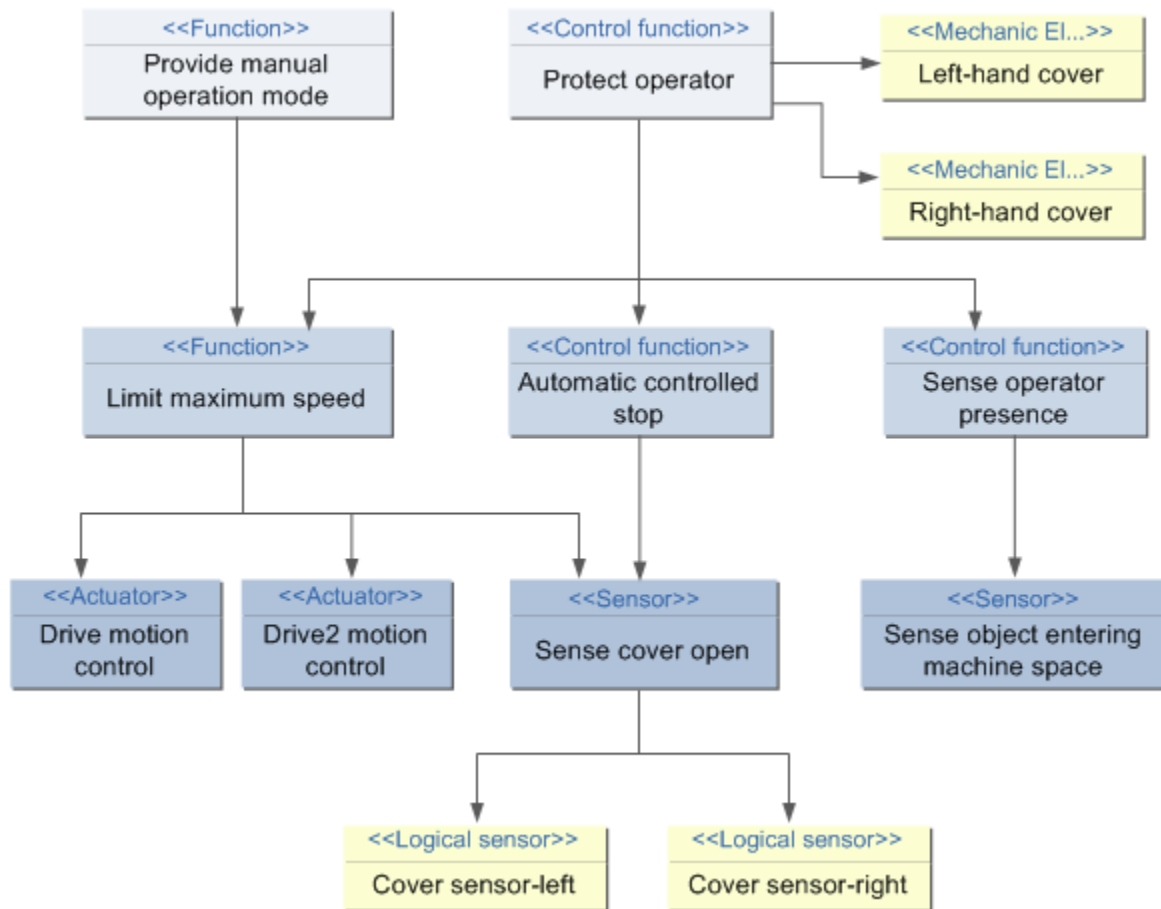 <<Function>>
Provide manual
operation mode
<<Control function>>
Protect operator
<<Mechanic El...>>
Left-hand cover
<<Mechanic El...>>
Right-hand cover
<<Function>>
Limit maximum speed
<<Control function>>
Automatic controlled
stop
<<Control function>>
Sense operator
presence
<<Actuator>>
Drive motion
control
<<Actuator>>
Drive2 motion
control
<<Sensor>>
Sense cover open
<<Sensor>>
Sense object entering
machine space
<<Logical sensor>>
Cover sensor-left
<<Logical sensor>>
Cover sensor-right